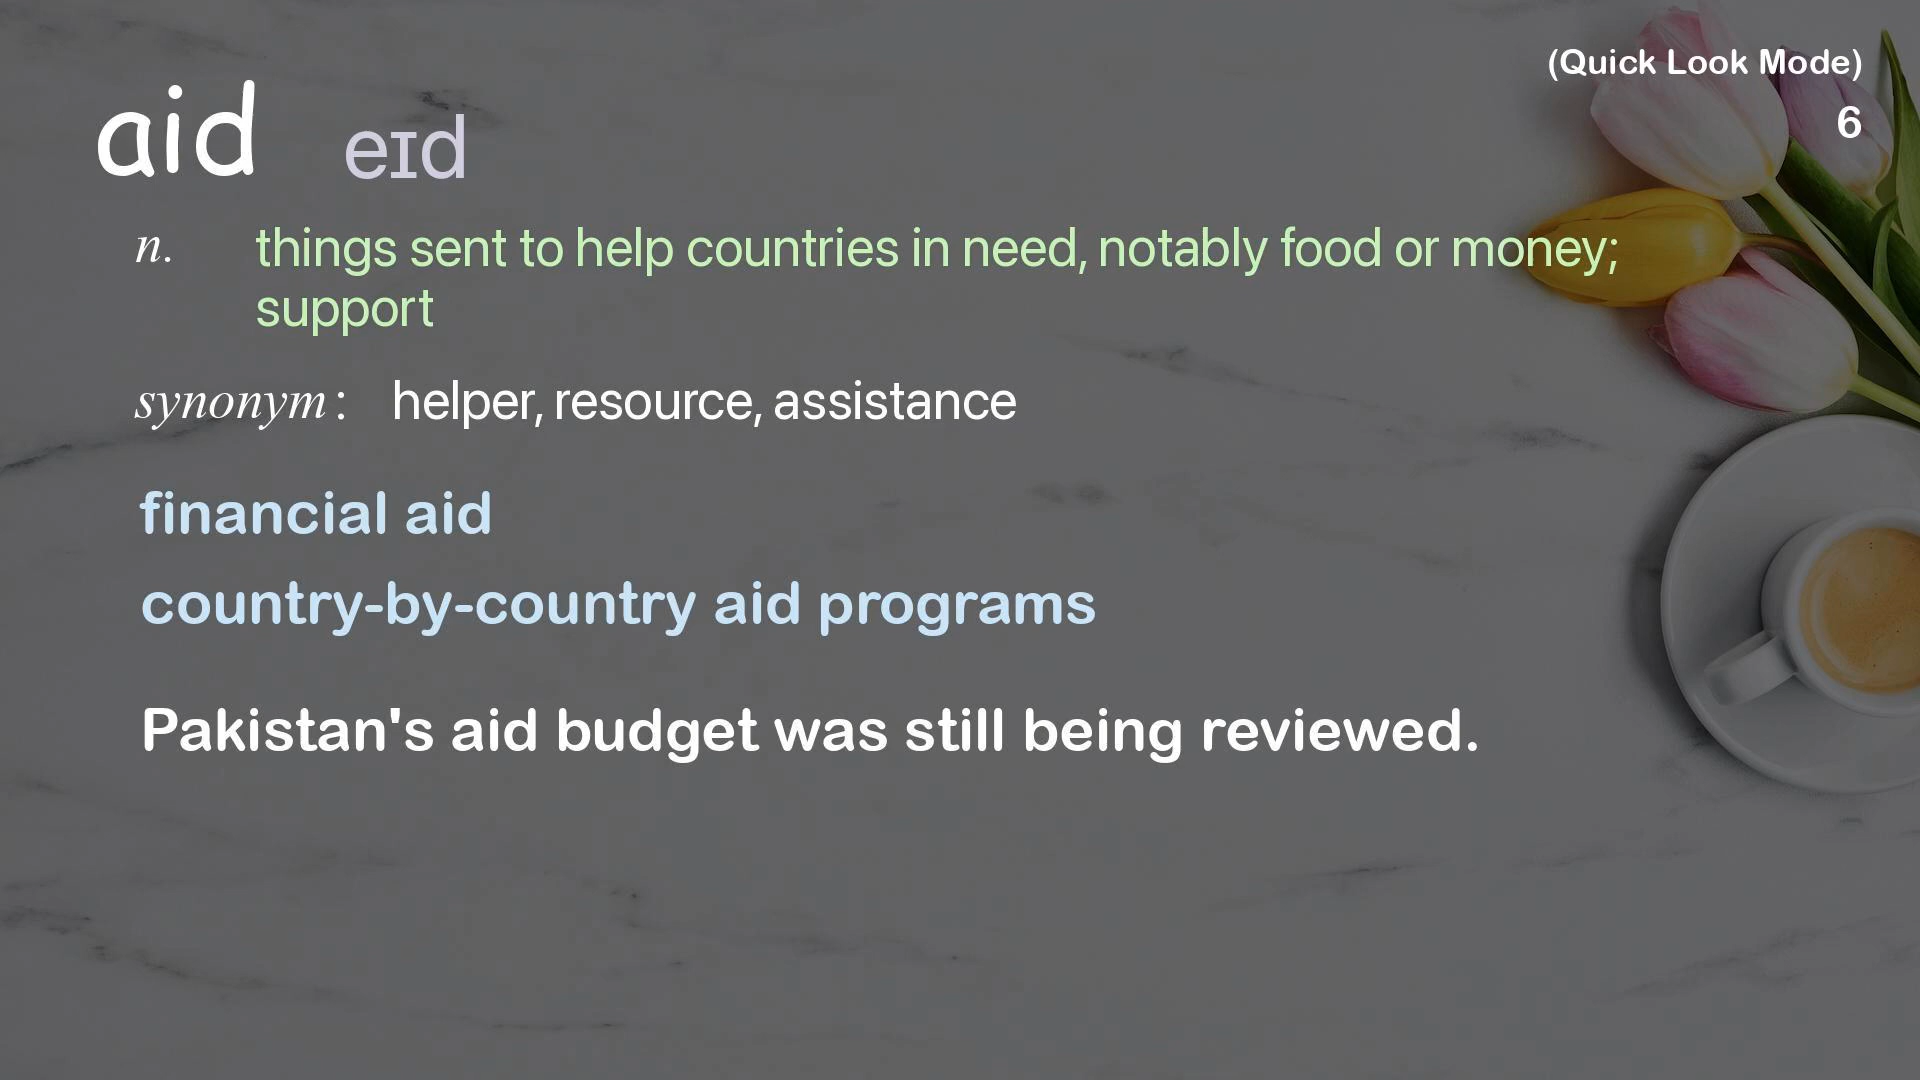 (Quick Look Mode)
6
aid eɪd
n. things sent to help countries in need, notably food or money;
support
synonym: helper, resource, assistance
financial aid
country-by-country aid programs
Pakistan's aid budget was still being reviewed.